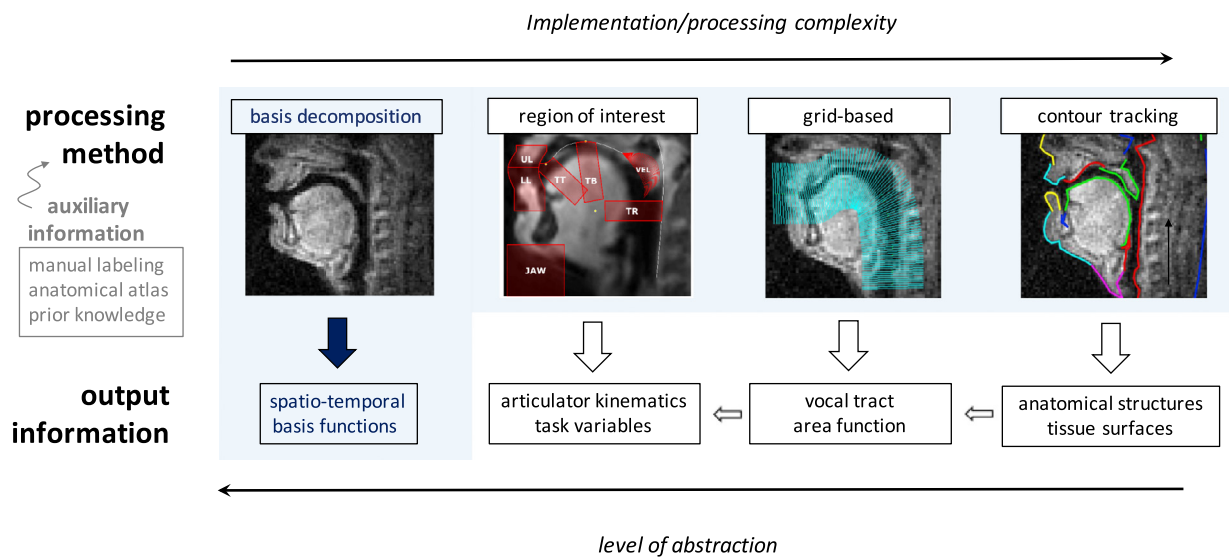 Implementation/processing complexity
processing
method
auxiliary
information
manual labeling
anatomical atlas
prior knowledge
basis decomposition
region of interest
grid-based
contour tracking
UL
LL
TT
TB
VEL
TR
JAW
output
information
spatio-temporal
basis functions
articulator kinematics
task variables
vocal tract
area function
anatomical structures
tissue surfaces
level of abstraction